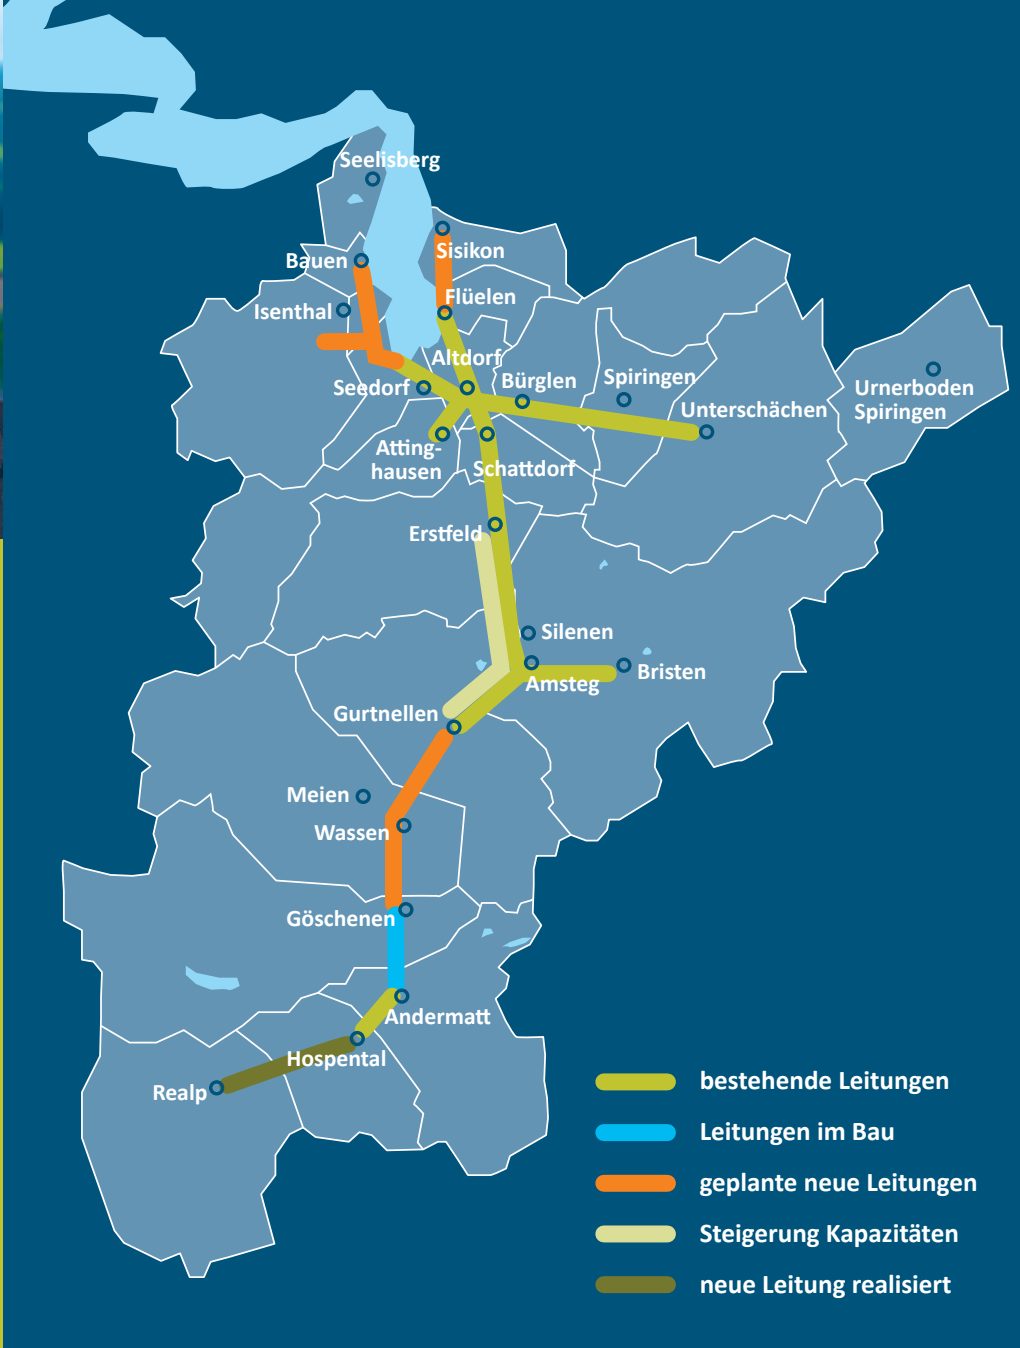 Seelisberg
Sisikon
Bauen
Flüelen
Isenthal
Altdorf
Seedorf
Bürglen
Spiringen
Urnerboden
Spiringen
Unterschächen
Atting-
hausen
Schattdorf
Erstfeld
Silenen
Bristen
Amsteg
Gurtnellen
Meien
Wassen
Göschenen
Andermatt
Hospental
Realp
bestehende Leitungen
Leitungen im Bau
geplante neue Leitungen
Steigerung Kapazitäten
neue Leitung realisiert